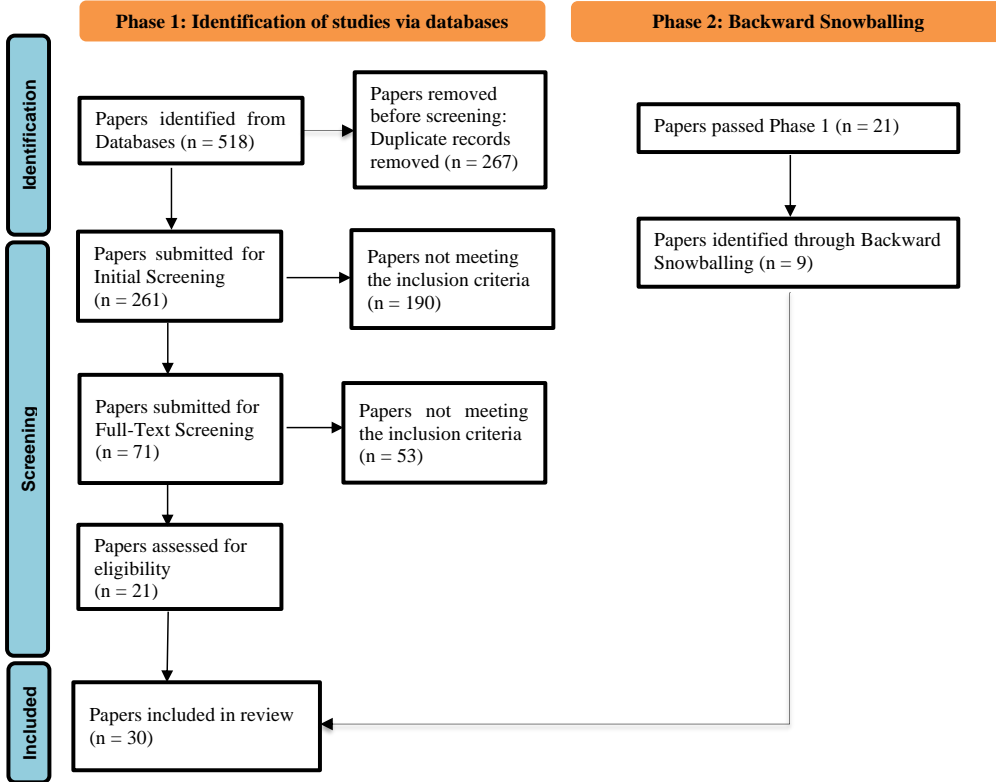 Phase 1: Identification of studies via databases
Phase 2: Backward Snowballing
Identification
Papers identified from
Databases (n = 518)
Papers removed
before screening:
Duplicate records
removed (n = 267)
Papers passed Phase 1 (n = 21)
Papers identified through Backward
Snowballing (n = 9)
Screening
Papers submitted for
Initial Screening
(n = 261)
Papers not meeting
the inclusion criteria
(n = 190)
Papers submitted for
Full-Text Screening
(n = 71)
Papers not meeting
the inclusion criteria
(n = 53)
Papers assessed for
eligibility
(n = 21)
Included
Papers included in review
(n = 30)